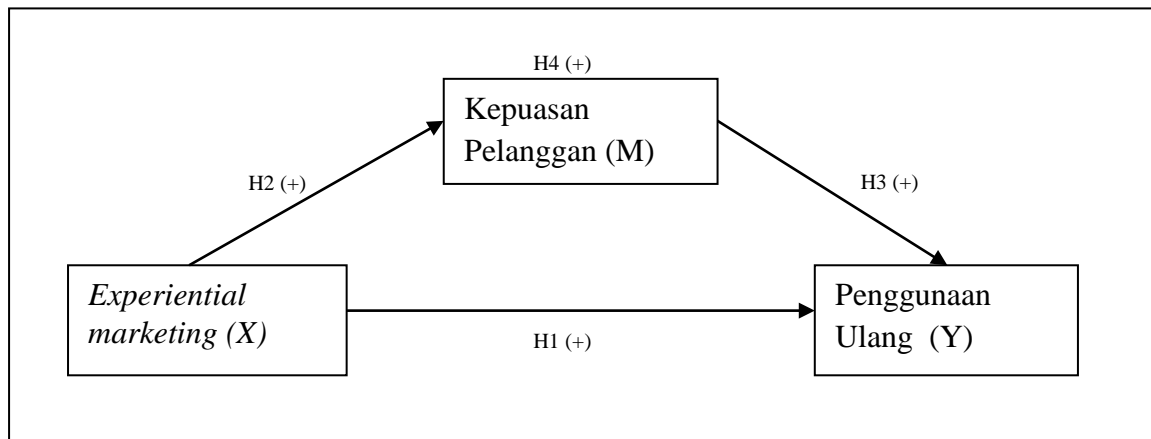 H4 (+)
Kepuasan
Pelanggan (M)
H2 (+)
H3 (+)
Experiential
marketing (X)
Penggunaan
Ulang (Y)
H1 (+)